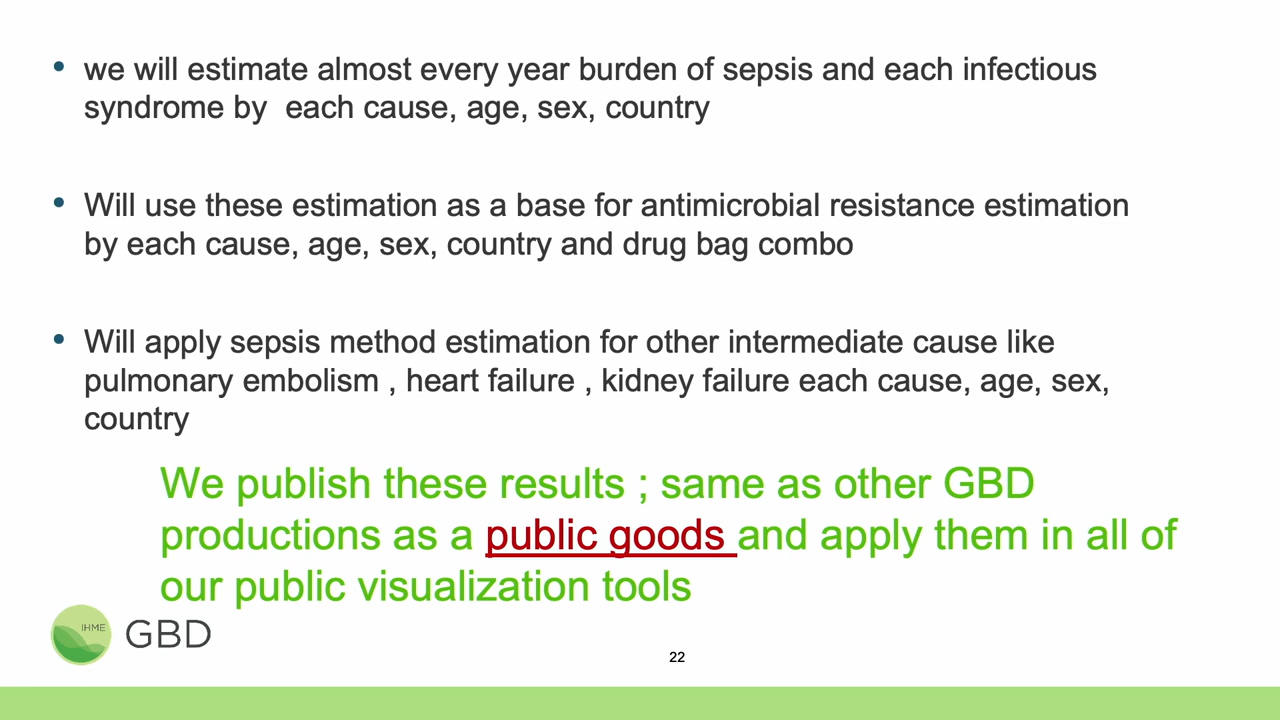 • we will estimate almost every year burden of sepsis and each infectious
syndrome by  each cause, age, sex, country
• Will use these estimation as a base for antimicrobial resistance estimation
by each cause, age, sex, country and drug bag combo
• Will apply sepsis method estimation for other intermediate cause like
pulmonary embolism , heart failure , kidney failure each cause, age, sex,
country
We publish these results ; same as other GBD
productions as a public goods and apply them in all of
our public visualization tools
IHME GBD
22